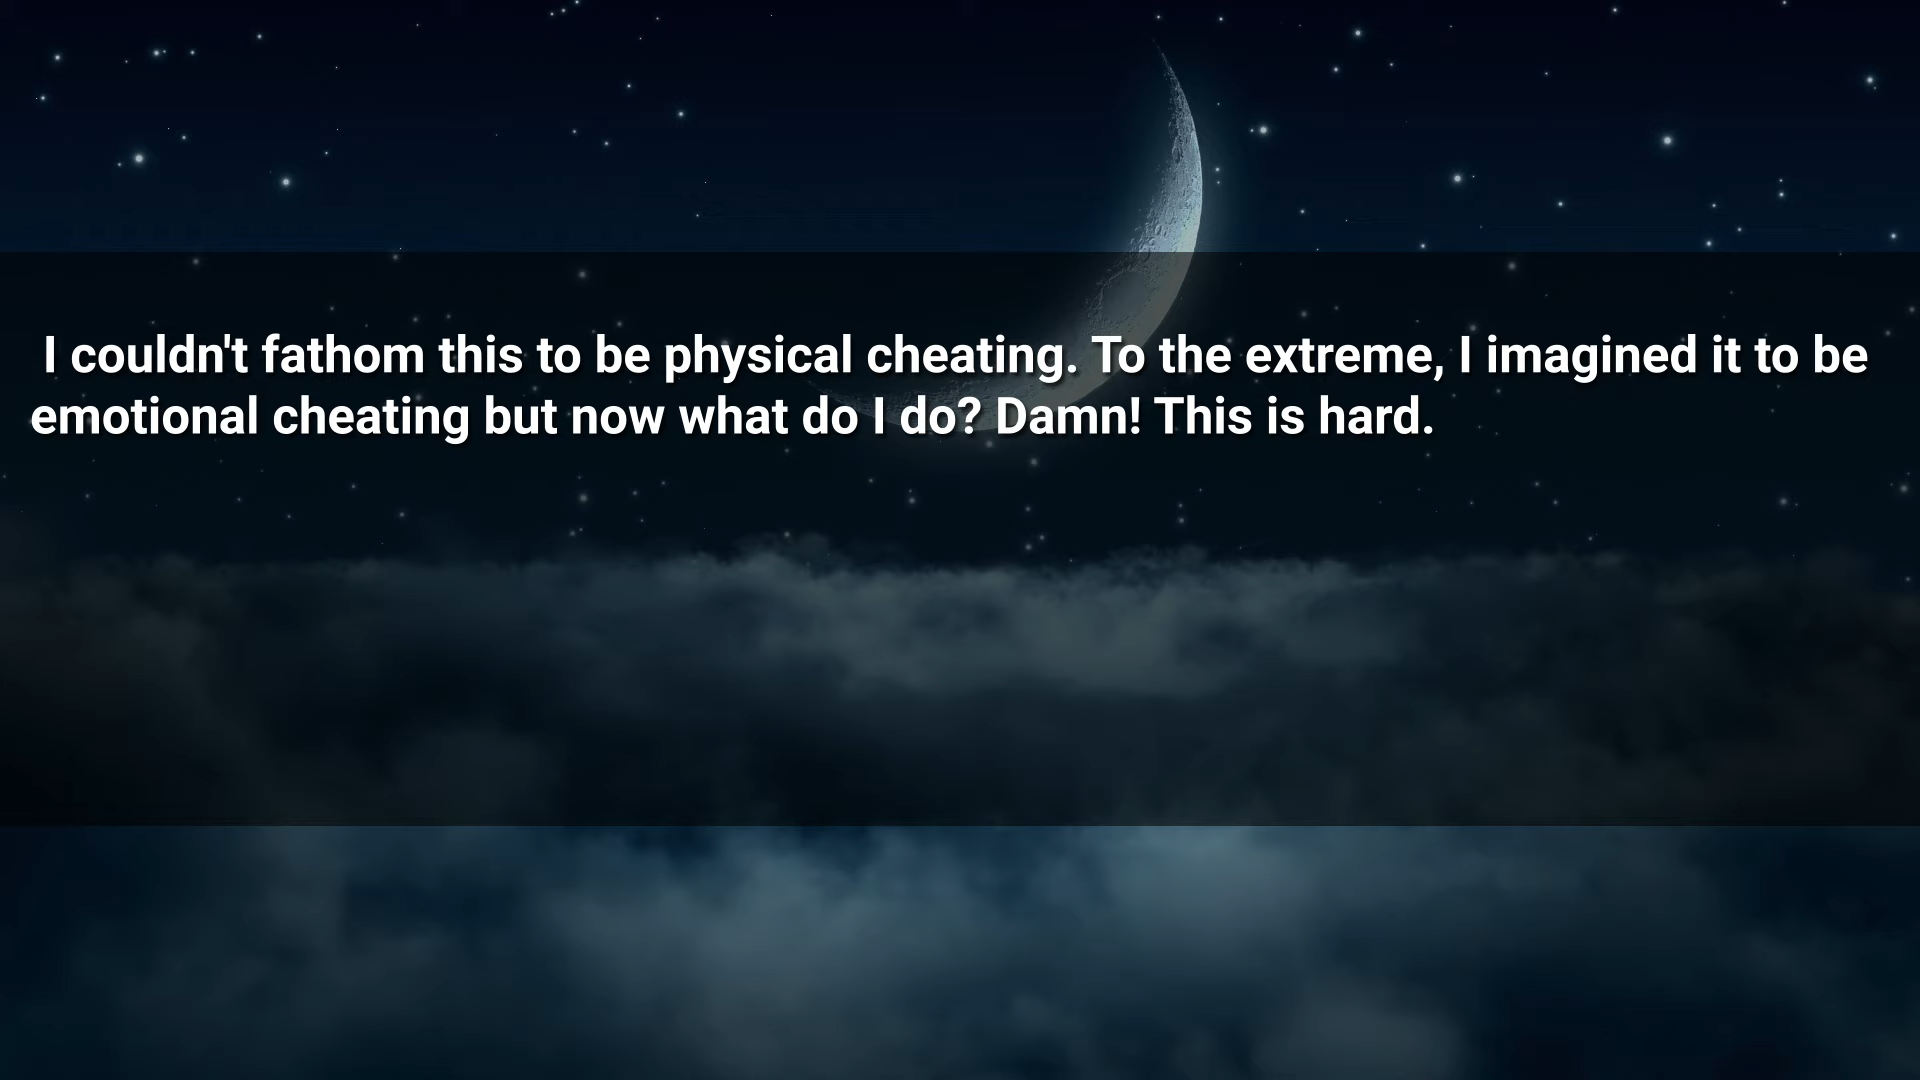 I couldn't fathom this to be physical cheating. To the extreme, I imagined it to be
emotional cheating but now what do I do? Damn! This is hard.